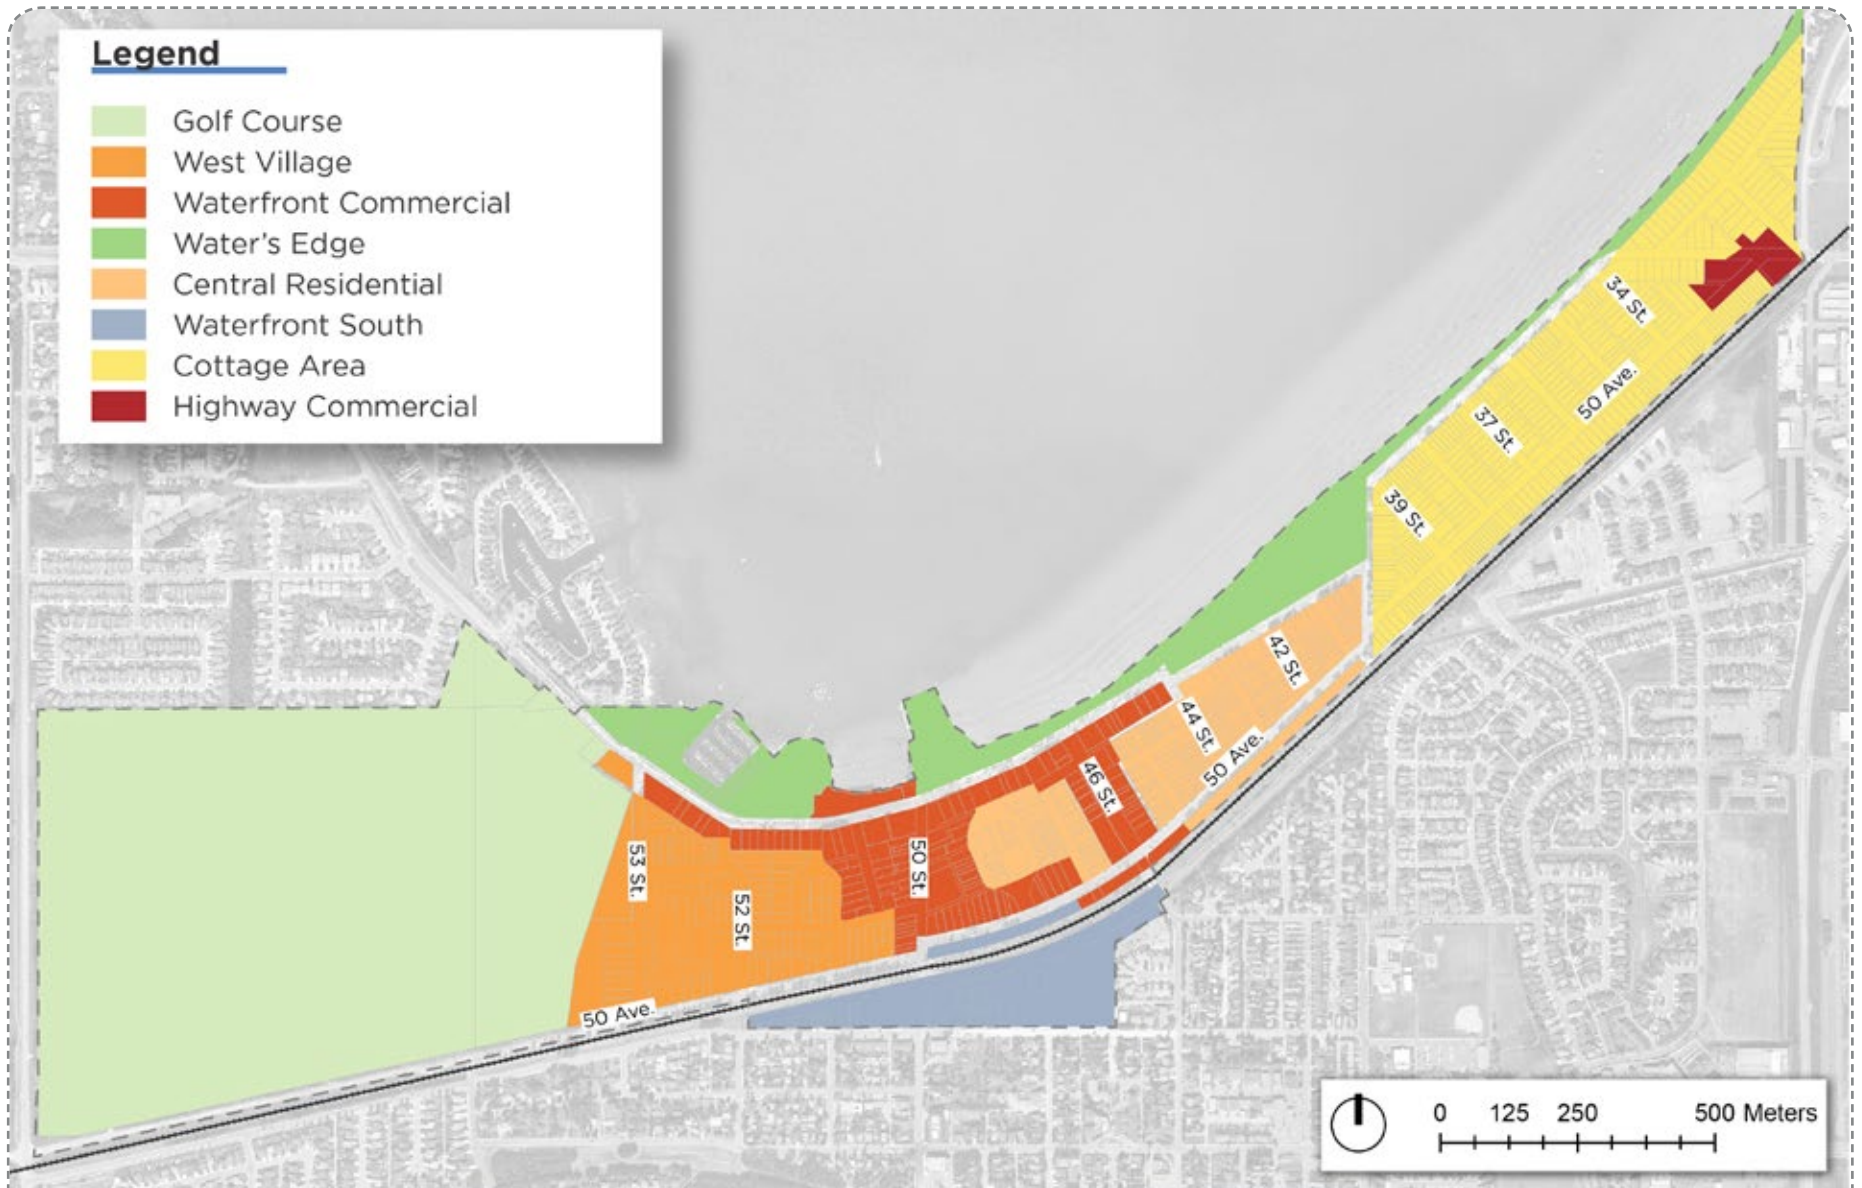 Legend
Golf Course
West Village
Waterfront Commercial
Water's Edge
Central Residential
Waterfront South
Cottage Area
Highway Commercial
34 St.
50 Ave.
37 St.
39 St.
42 St.
44 St.
50 Ave.
46 St.
50 St.
53 St.
52 St.
50 Ave.
0 125 250 500 Meters